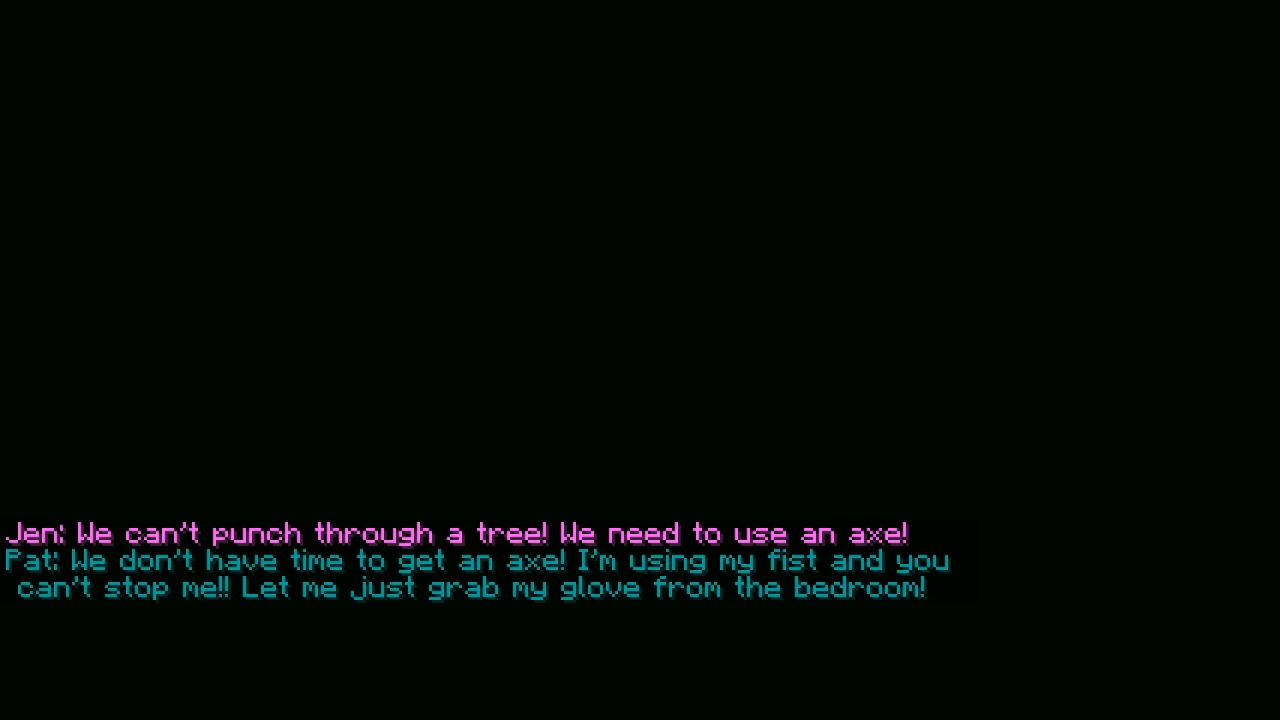 Jen: We can't punch through a tree! We need to use an axe!
Pat: We don't have time to get an axe! I'm using my fist and you
can't stop me!! Let me just grab my glove from the bedroom!